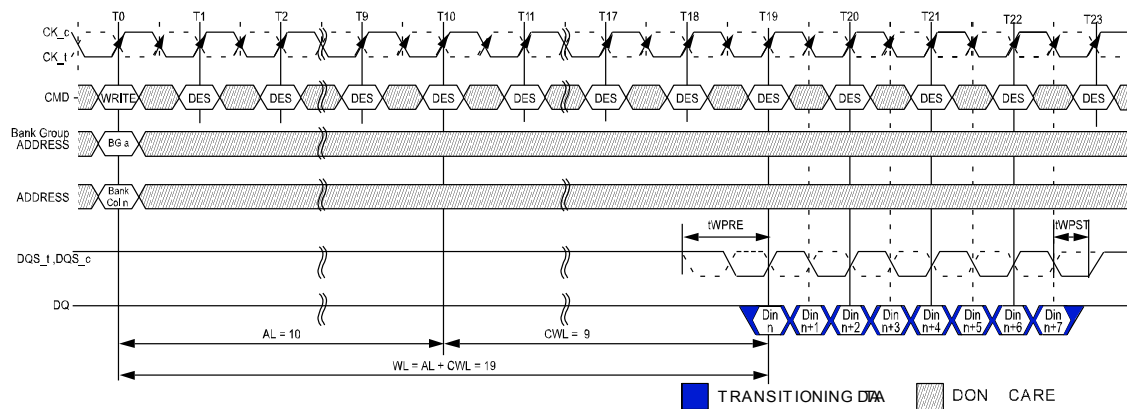 T0 T1 T2 T9 T10 T11 T17 T18 T19 T20 T21 T22 T23
CK_c
CK_t
CMD WRITE DES DES DES DES DES DES DES DES DES DES DES DES
Bank Group
ADDRESS
BG a
ADDRESS
Bank
Col n
tWPRE tWPST
DQS_t,DQS_c
DQ
Din n Din n+1 Din n+2 Din n+3 Din n+4 Din n+5 Din n+6 Din n+7
AL = 10 CWL = 9
WL = AL + CWL = 19
TRANSITIONING DATA DON CARE